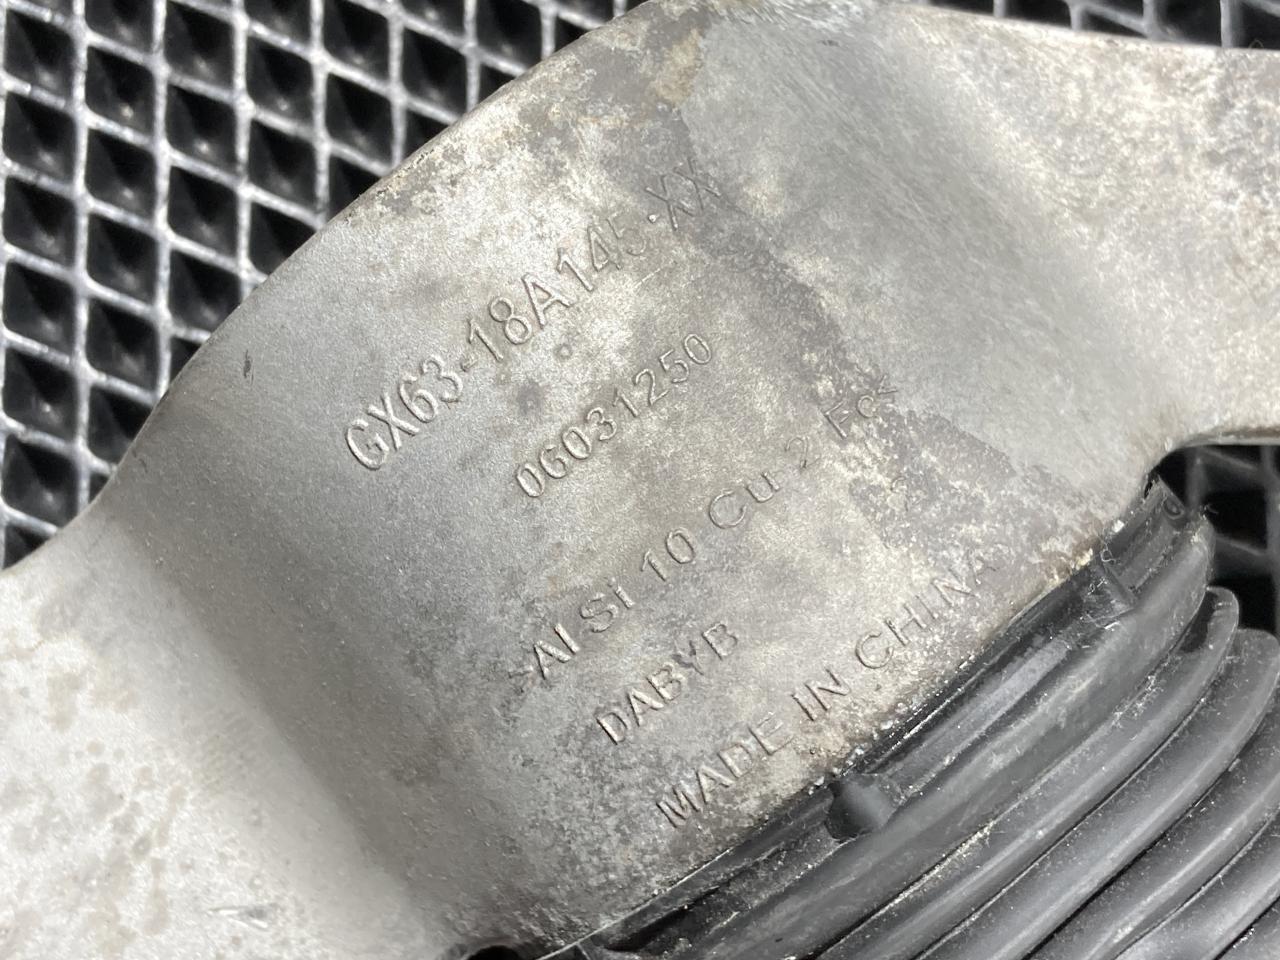 GX63-18A145-XX
06031250
Al Si 10 Cu 2 Fe<
DABYB
MADE IN CHINA